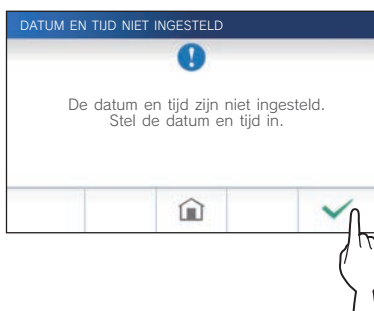 DATUM EN TIJD NIET INGESTELD
De datum en tijd zijn niet ingesteld.
Stel de datum en tijd in.